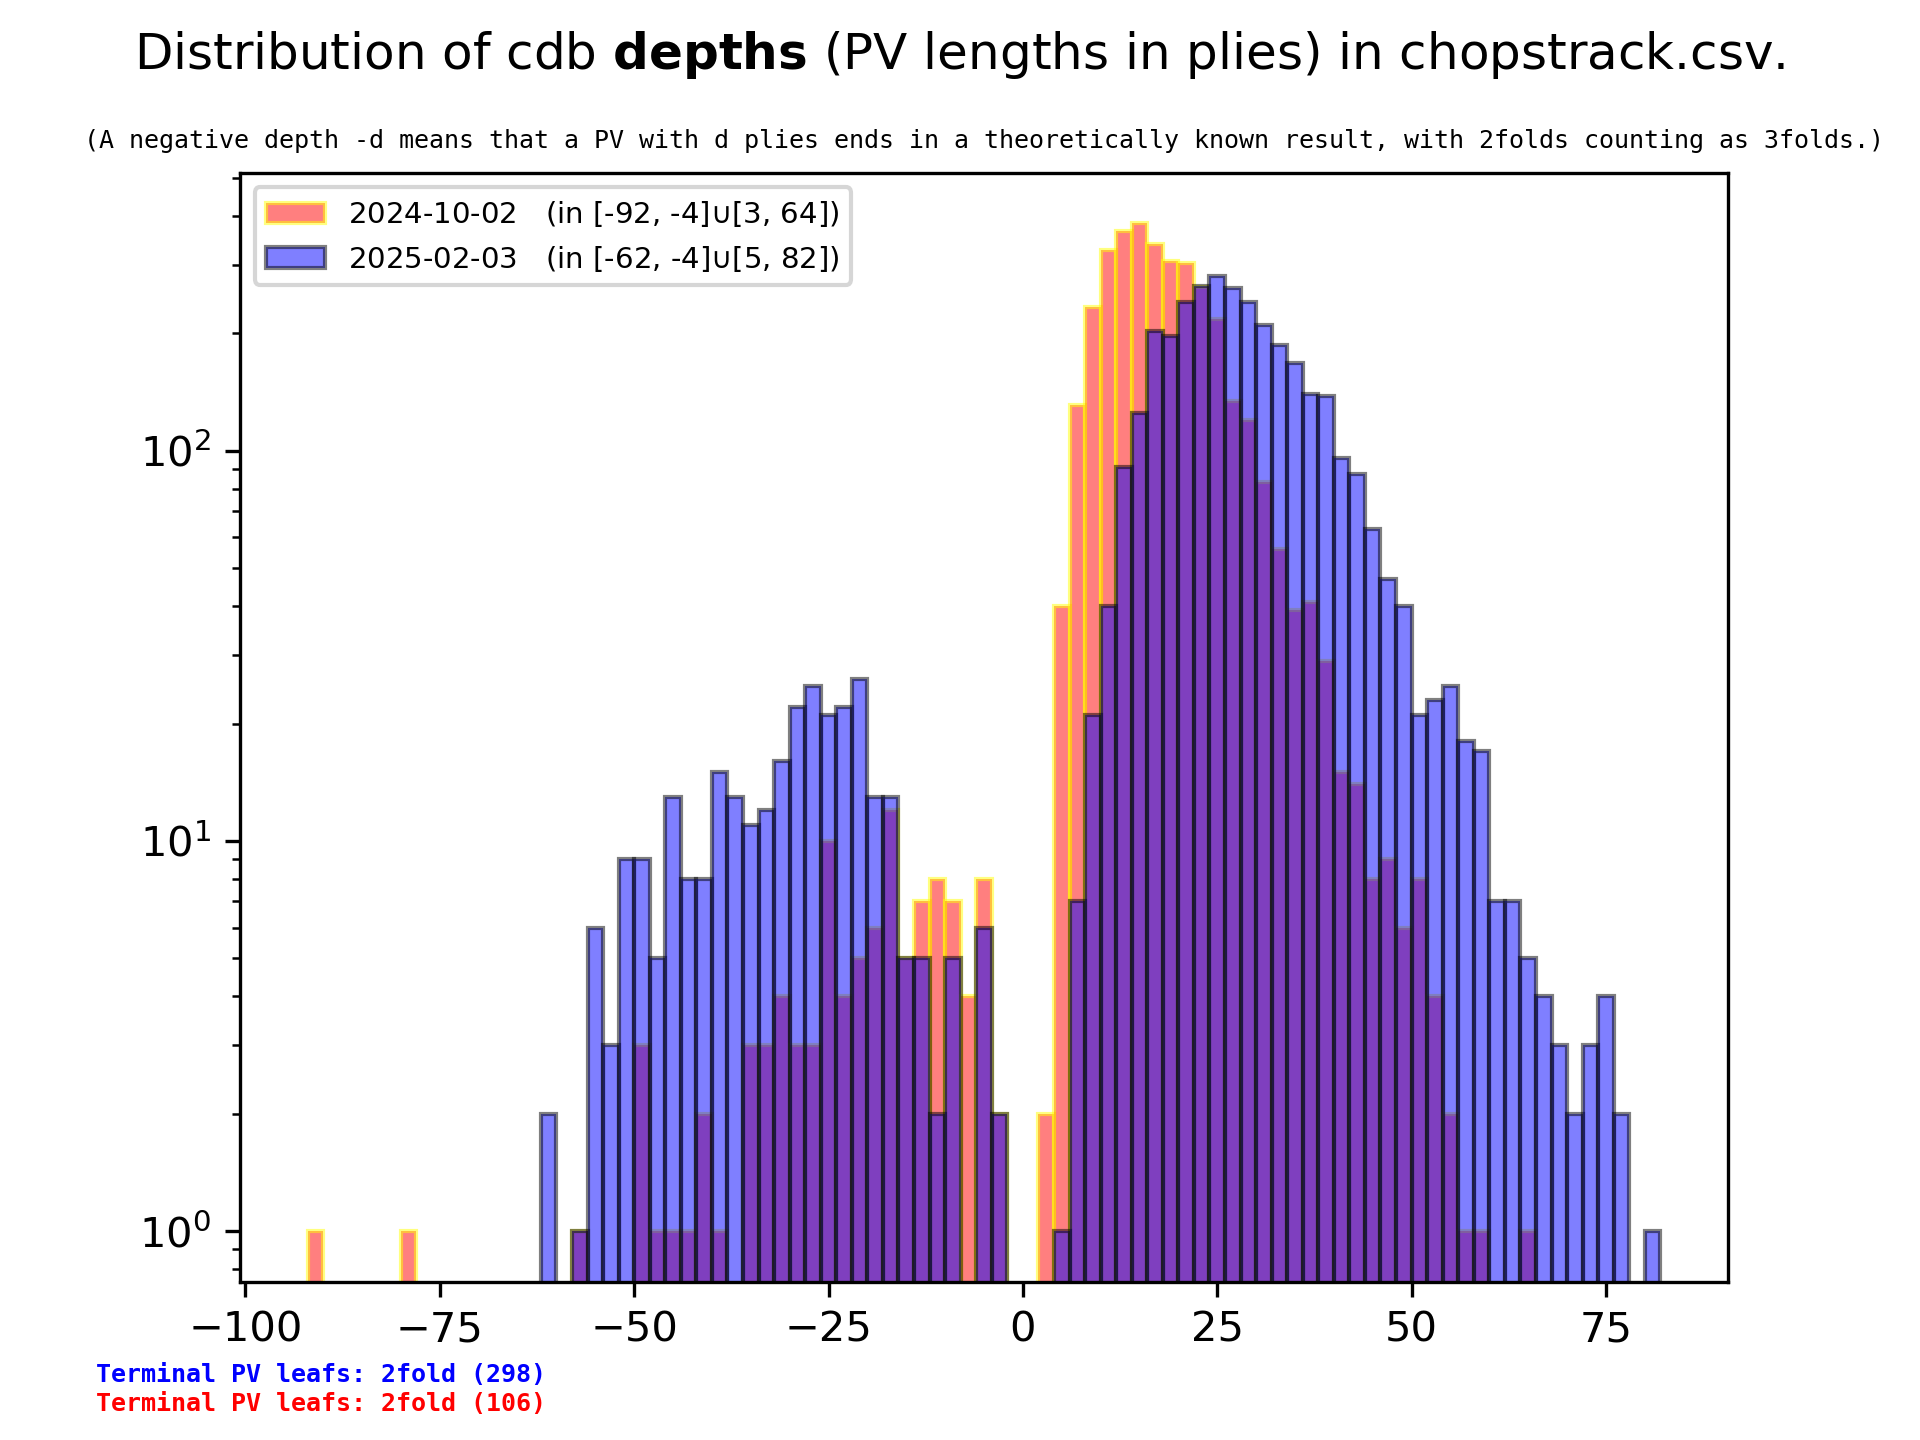 Distribution of cdb depths (PV lengths in plies) in chopstrack.csv.
(A negative depth -d means that a PV with d plies ends in a theoretically known result, with 2folds counting as 3folds.)
2024-10-02 (in [-92, -4]∪[3, 64])
2025-02-03 (in [-62, -4]∪[5, 82])
10²
10¹
10⁰
−100 −75 −50 −25 0 25 50 75
Terminal PV leafs: 2fold (298)
Terminal PV leafs: 2fold (106)